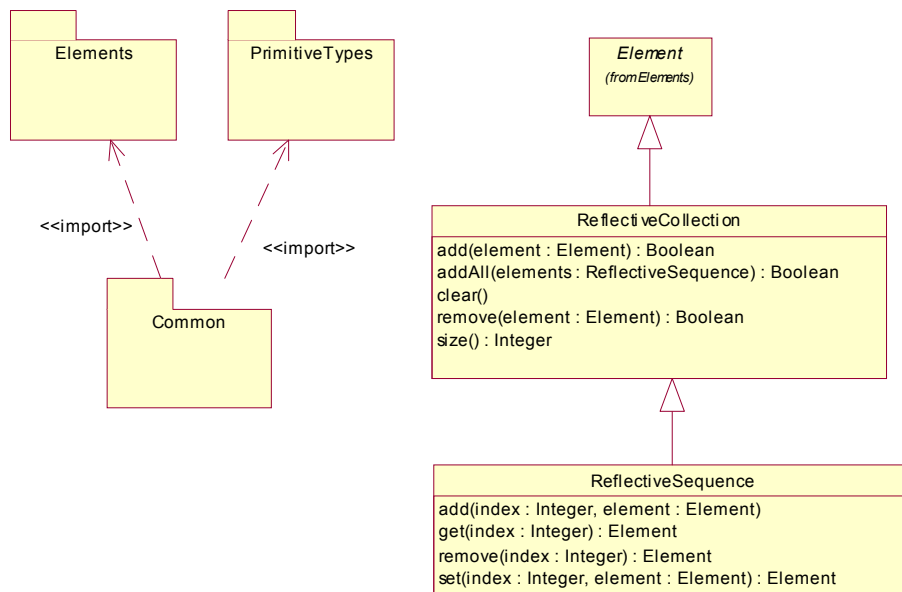 Elements
PrimitiveTypes
<<import>>
<<import>>
Common
Element
(from Elements)
ReflectiveCollection
add(element : Element) : Boolean
addAll(elements : ReflectiveSequence) : Boolean
clear()
remove(element : Element) : Boolean
size() : Integer
ReflectiveSequence
add(index : Integer, element : Element)
get(index : Integer) : Element
remove(index : Integer) : Element
set(index : Integer, element : Element) : Element